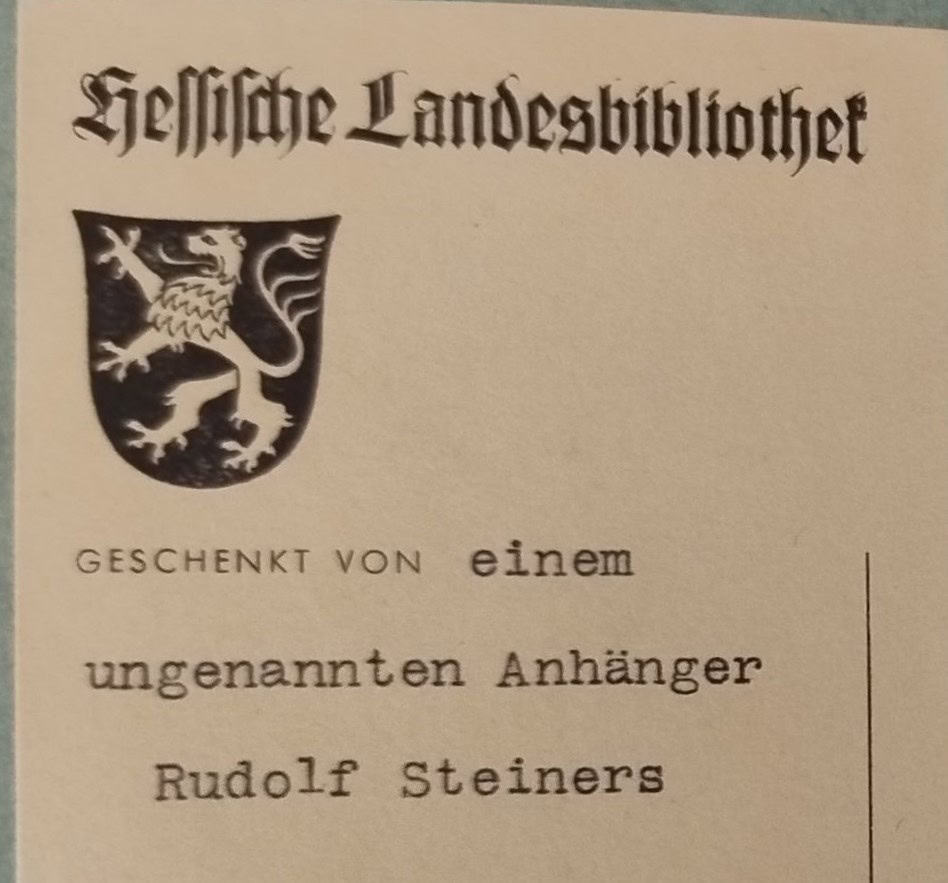 Hessische Landesbibliothek
GESCHENKT VON einem
ungenannten Anhänger
Rudolf Steiners